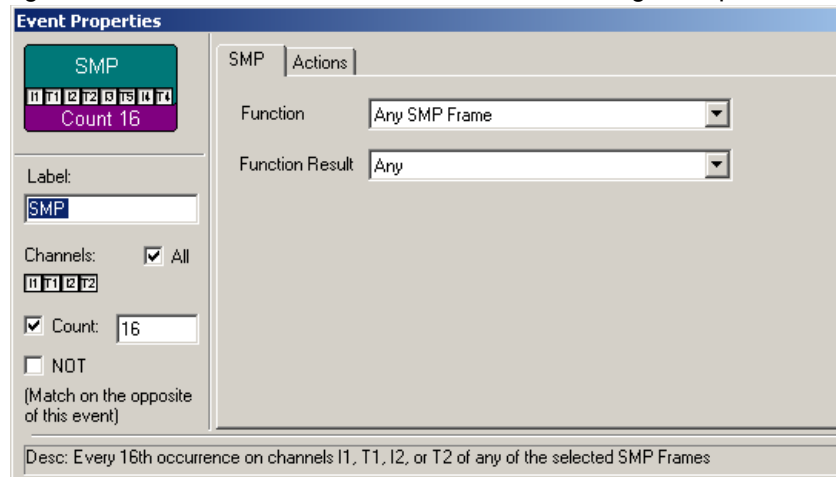 Event Properties
SMP
I1 T1 I2 T2 I3 T5 I4 T4
Count 16
Label:
SMP
Channels: All
I1 T1 I2 T2
Count: 16
NOT
(Match on the opposite
of this event)
SMP Actions
Function Any SMP Frame
Function Result Any
Desc: Every 16th occurrence on channels I1, T1, I2, or T2 of any of the selected SMP Frames